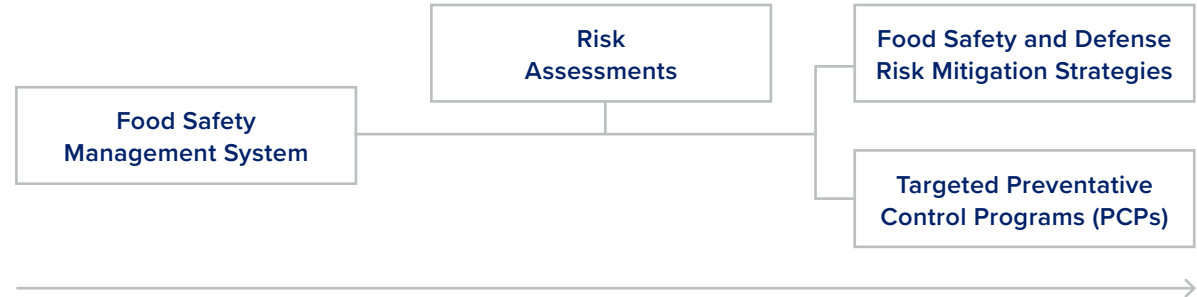 Risk
Assessments
Food Safety and Defense
Risk Mitigation Strategies
Food Safety
Management System
Targeted Preventative
Control Programs (PCPs)